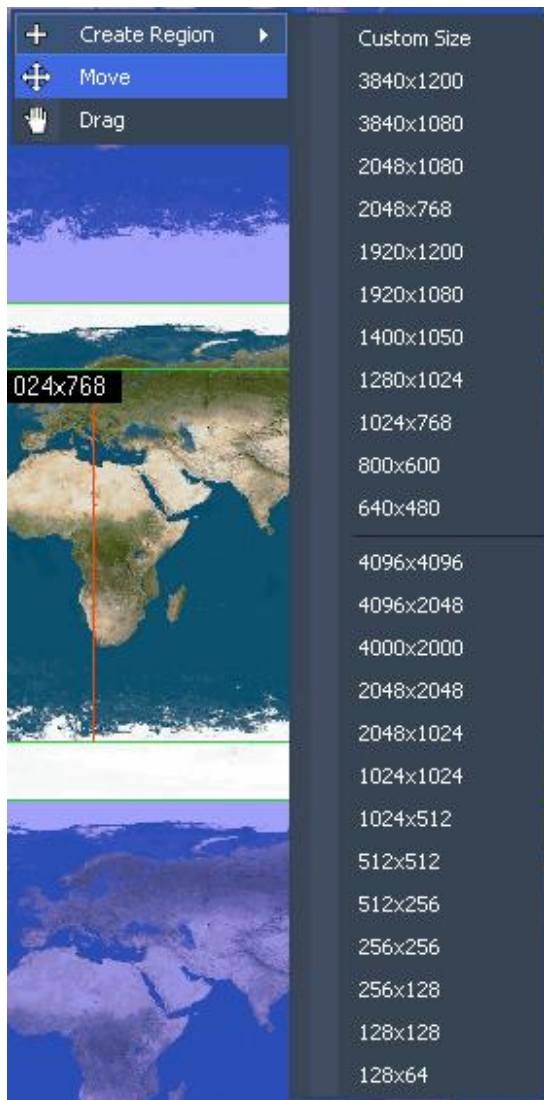 Create Region
Move
Drag
024x768
Custom Size
3840x1200
3840x1080
2048x1080
2048x768
1920x1200
1920x1080
1400x1050
1280x1024
1024x768
800x600
640x480
4096x4096
4096x2048
4000x2000
2048x2048
2048x1024
1024x1024
1024x512
512x512
512x256
256x256
256x128
128x128
128x64